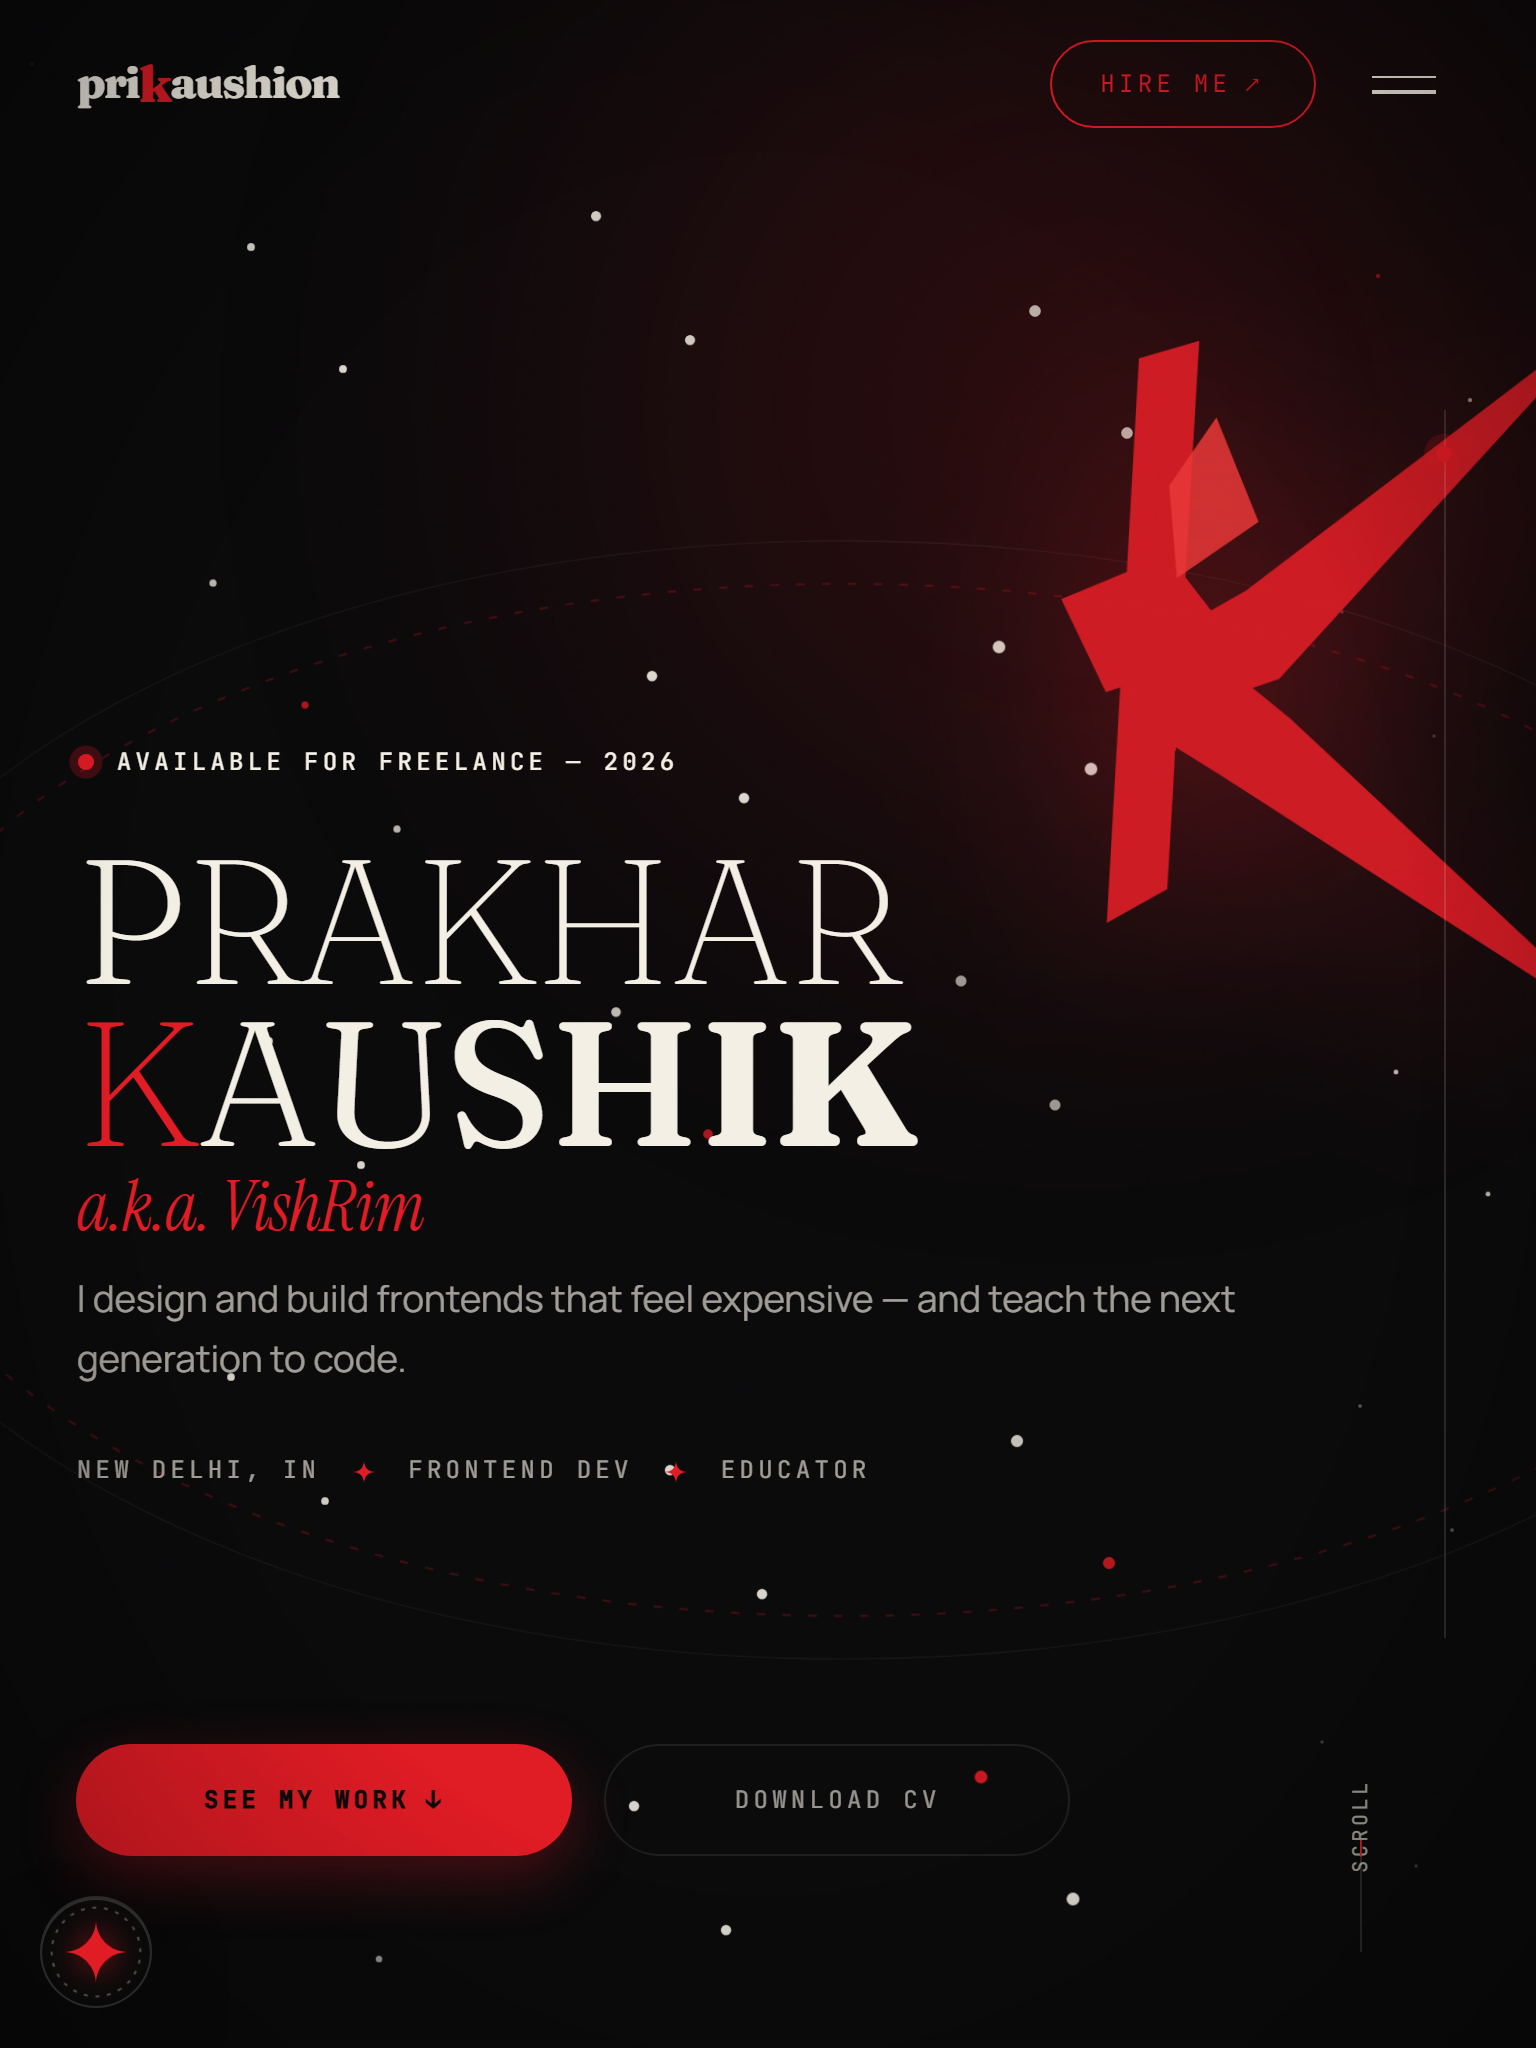 prikaushion
HIRE ME ↗
AVAILABLE FOR FREELANCE — 2026
PRAKHAR
KAUSHIK
a.k.a. VishRim
I design and build frontends that feel expensive — and teach the next
generation to code.
NEW DELHI, IN ✦ FRONTEND DEV ✦ EDUCATOR
SEE MY WORK ↓
DOWNLOAD CV
SCROLL